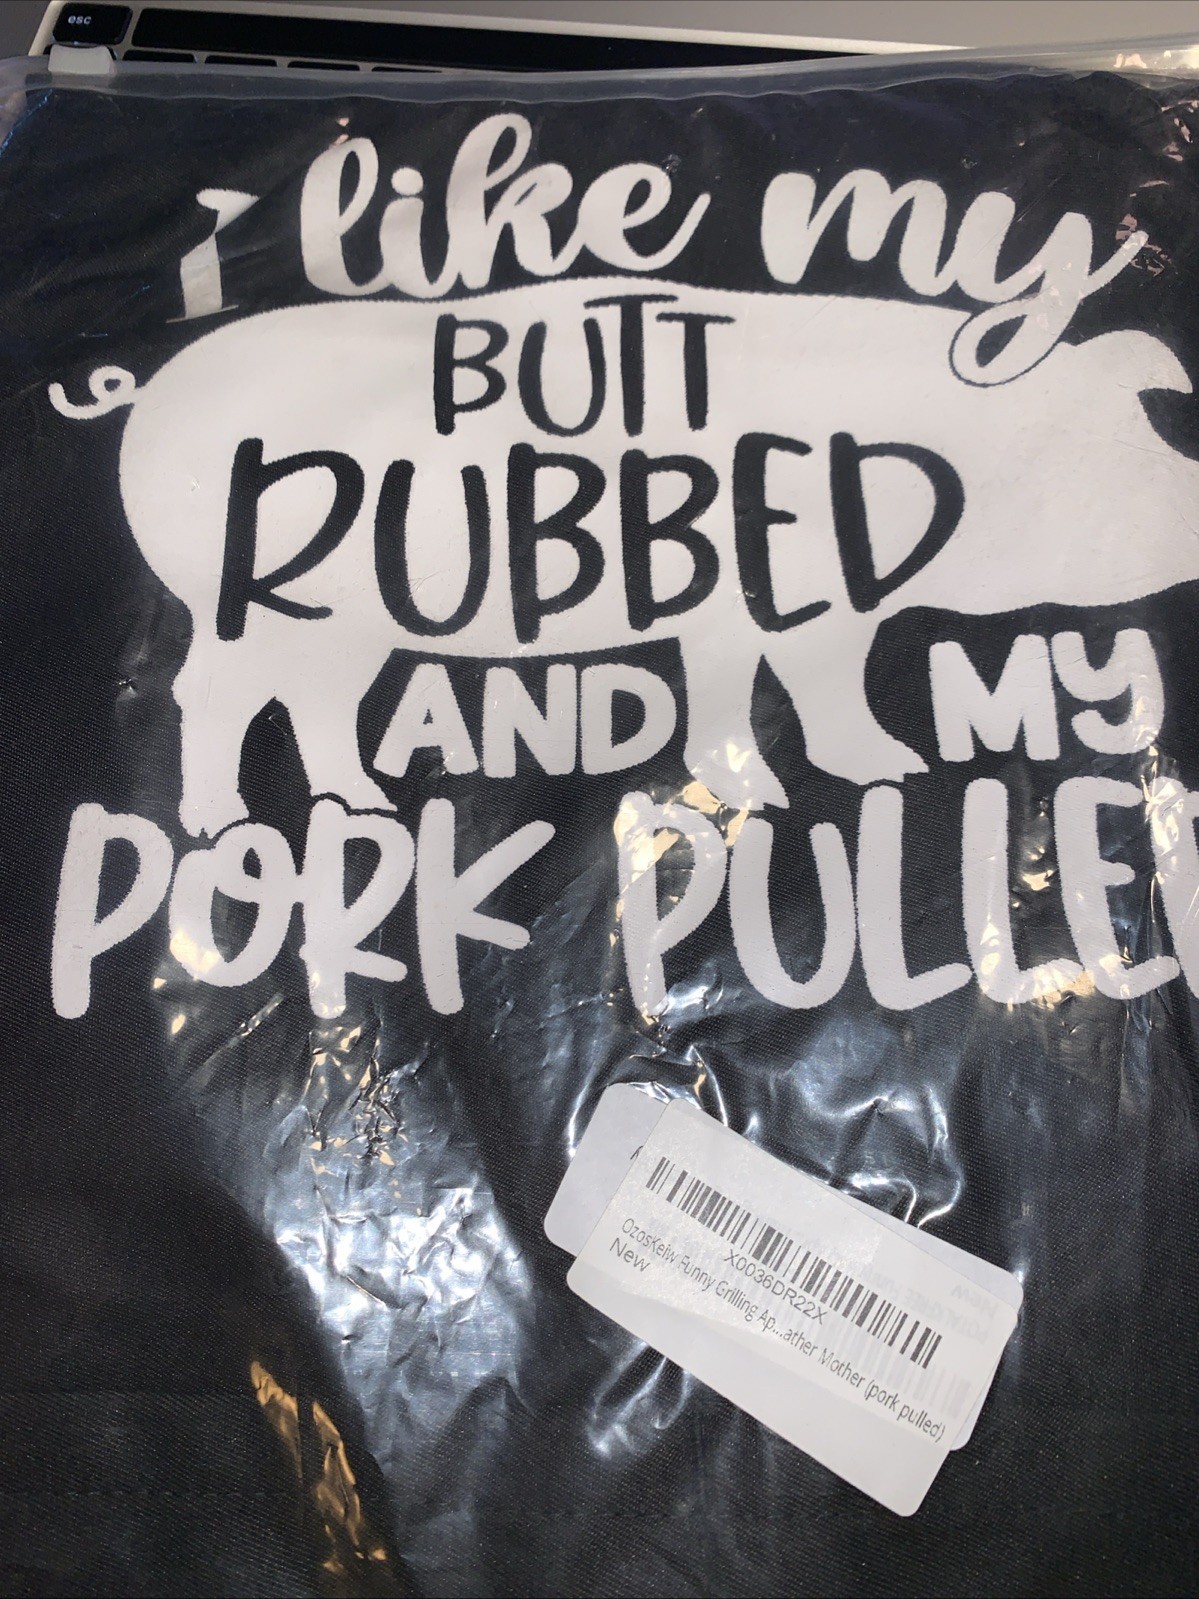 esc
I like my
BUTT
RUBBED
AND MY
PORK PULLED
X0036DR22X
OzosKeiw Funny Grilling Ap...ather Mother (pork pulled)
New